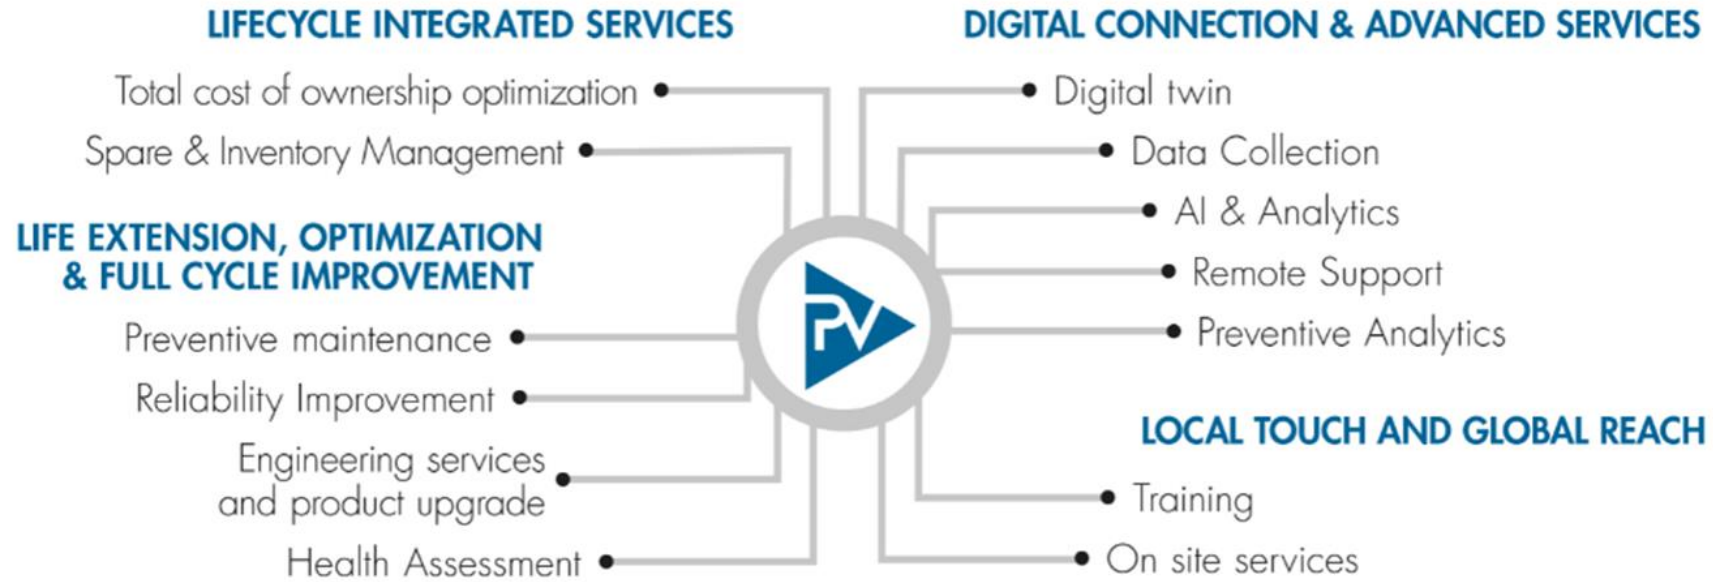 LIFECYCLE INTEGRATED SERVICES
Total cost of ownership optimization
Spare & Inventory Management
LIFE EXTENSION, OPTIMIZATION
& FULL CYCLE IMPROVEMENT
Preventive maintenance
Reliability Improvement
Engineering services
and product upgrade
Health Assessment
PV
DIGITAL CONNECTION & ADVANCED SERVICES
Digital twin
Data Collection
AI & Analytics
Remote Support
Preventive Analytics
LOCAL TOUCH AND GLOBAL REACH
Training
On site services